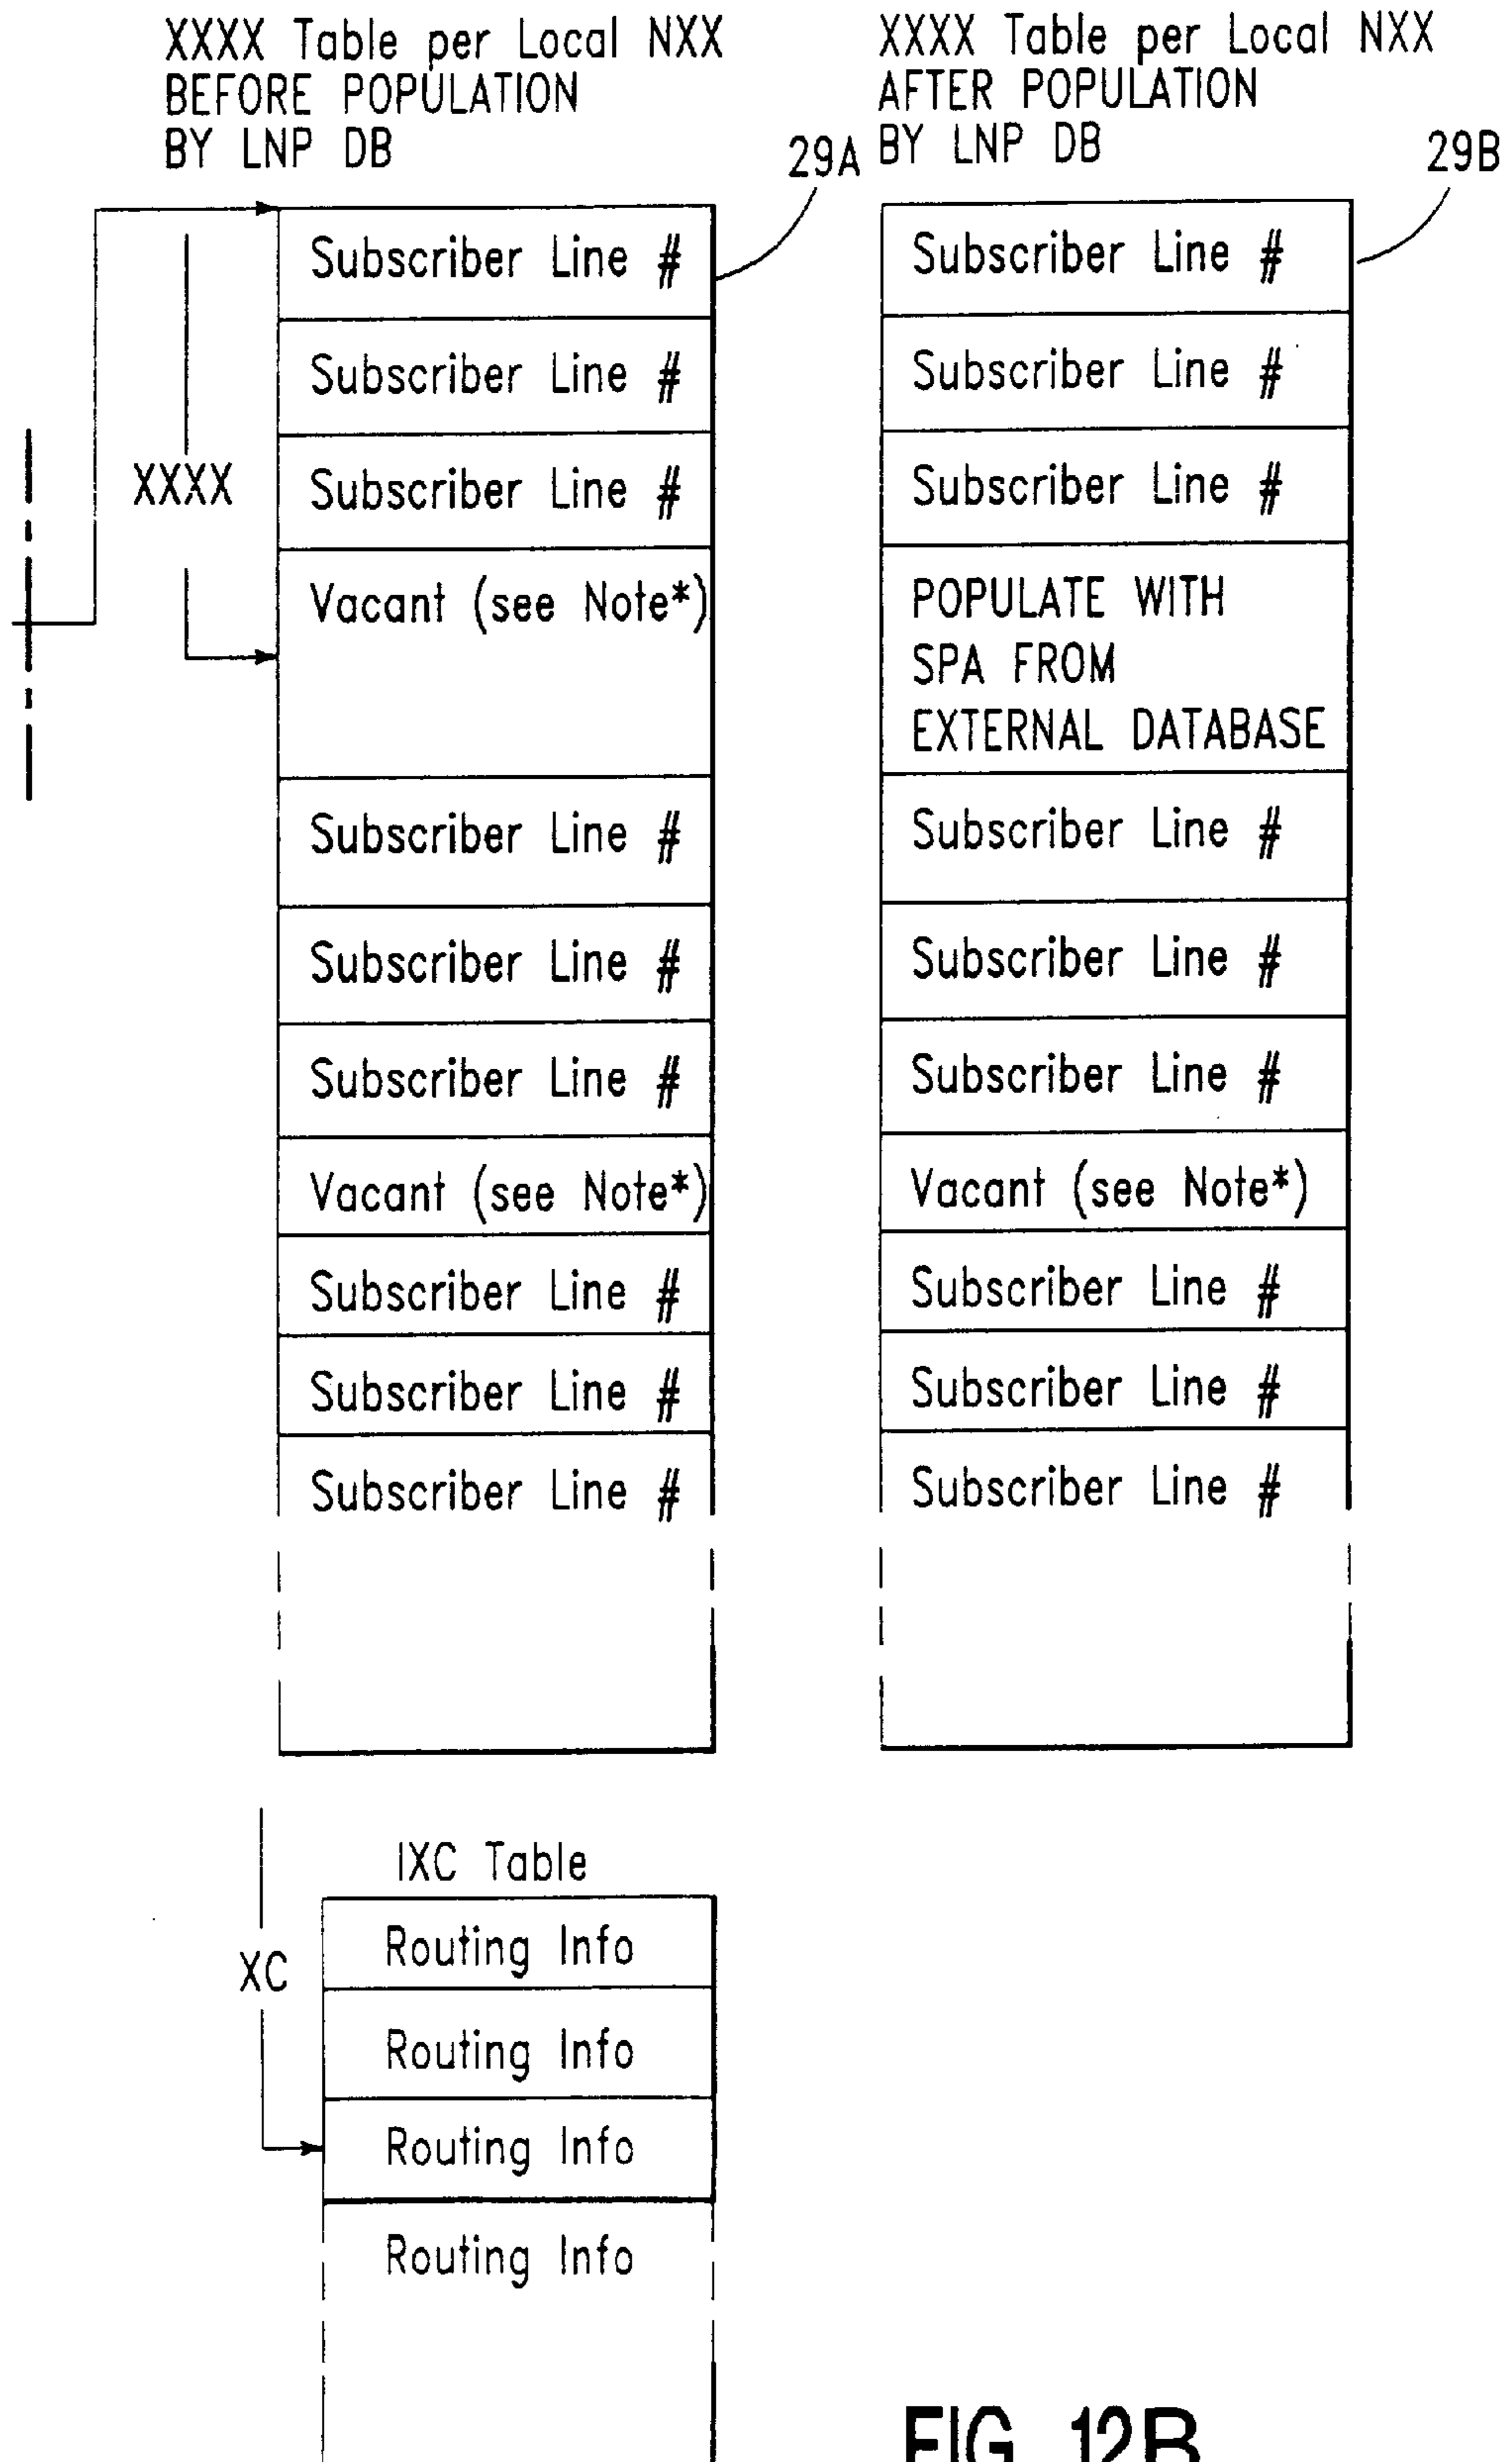 XXXX Table per Local NXX
BEFORE POPULATION
BY LNP DB
29A
XXXX Table per Local NXX
AFTER POPULATION
BY LNP DB
29B
XXXX
Subscriber Line #
Subscriber Line #
Subscriber Line #
Vacant (see Note*)
Subscriber Line #
Subscriber Line #
Subscriber Line #
Vacant (see Note*)
Subscriber Line #
Subscriber Line #
Subscriber Line #
Subscriber Line #
Subscriber Line #
Subscriber Line #
POPULATE WITH
SPA FROM
EXTERNAL DATABASE
Subscriber Line #
Subscriber Line #
Subscriber Line #
Vacant (see Note*)
Subscriber Line #
Subscriber Line #
Subscriber Line #
IXC Table
XC
Routing Info
Routing Info
Routing Info
Routing Info
FIG. 12B